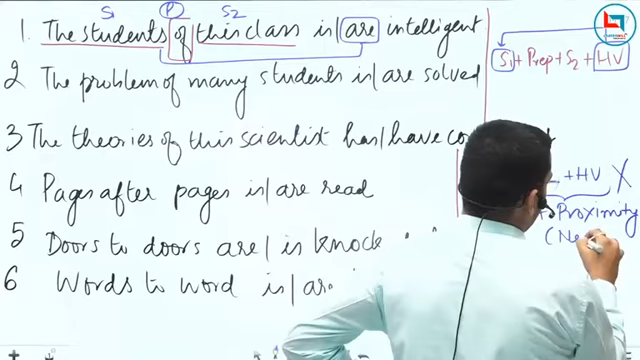 S1 P S2
1. The students of this class is/are intelligent
2 The problem of many students is/are solved
3 The theories of this scientist has/have
4 Pages after pages is/are read
5 Doors to doors are/is knock
6 Words to word is/are
S1 + Prep + S2 + HV
+ HV X
Proximity
(Ne